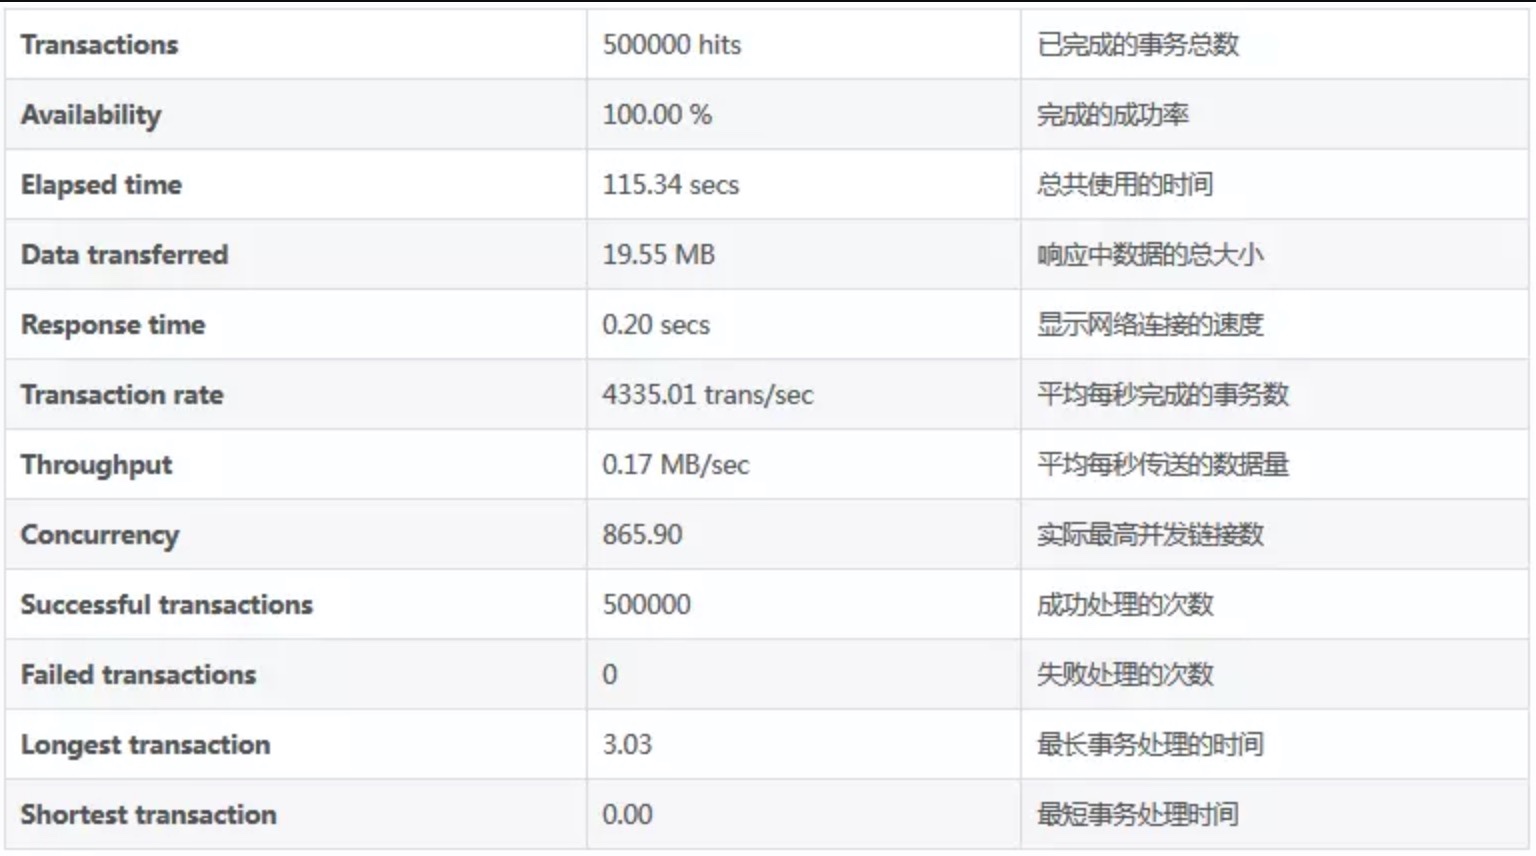 Transactions 500000 hits 已完成的事务总数
Availability 100.00 % 完成的成功率
Elapsed time 115.34 secs 总共使用的时间
Data transferred 19.55 MB 响应中数据的总大小
Response time 0.20 secs 显示网络连接的速度
Transaction rate 4335.01 trans/sec 平均每秒完成的事务数
Throughput 0.17 MB/sec 平均每秒传送的数据量
Concurrency 865.90 实际最高并发链接数
Successful transactions 500000 成功处理的次数
Failed transactions 0 失败处理的次数
Longest transaction 3.03 最长事务处理的时间
Shortest transaction 0.00 最短事务处理时间